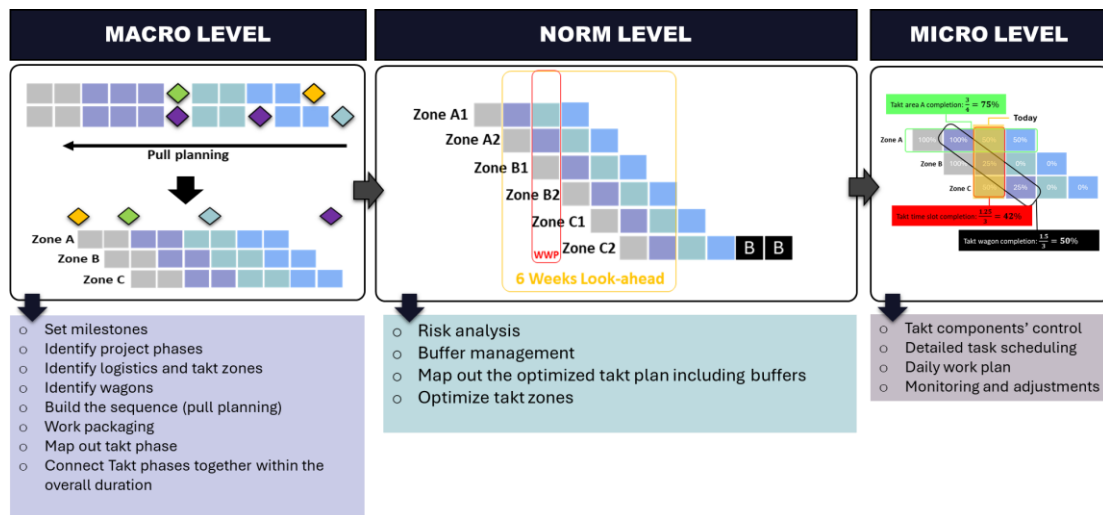 MACRO LEVEL
Pull planning
Zone A
Zone B
Zone C
o Set milestones
o Identify project phases
o Identify logistics and takt zones
o Identify wagons
o Build the sequence (pull planning)
o Work packaging
o Map out takt phase
o Connect Takt phases together within the
overall duration
NORM LEVEL
Zone A1
Zone A2
Zone B1
Zone B2
Zone C1
Zone C2
B B
WWP
6 Weeks Look-ahead
o Risk analysis
o Buffer management
o Map out the optimized takt plan including buffers
o Optimize takt zones
MICRO LEVEL
Takt area A completion: 3/4 = 75%
Today
Zone A 100% 100% 50% 50%
Zone B 100% 25% 0% 0%
Zone C 25% 0% 0%
Takt time slot completion: = 42%
Takt wagon completion: 1.5/3 = 50%
o Takt components' control
o Detailed task scheduling
o Daily work plan
o Monitoring and adjustments